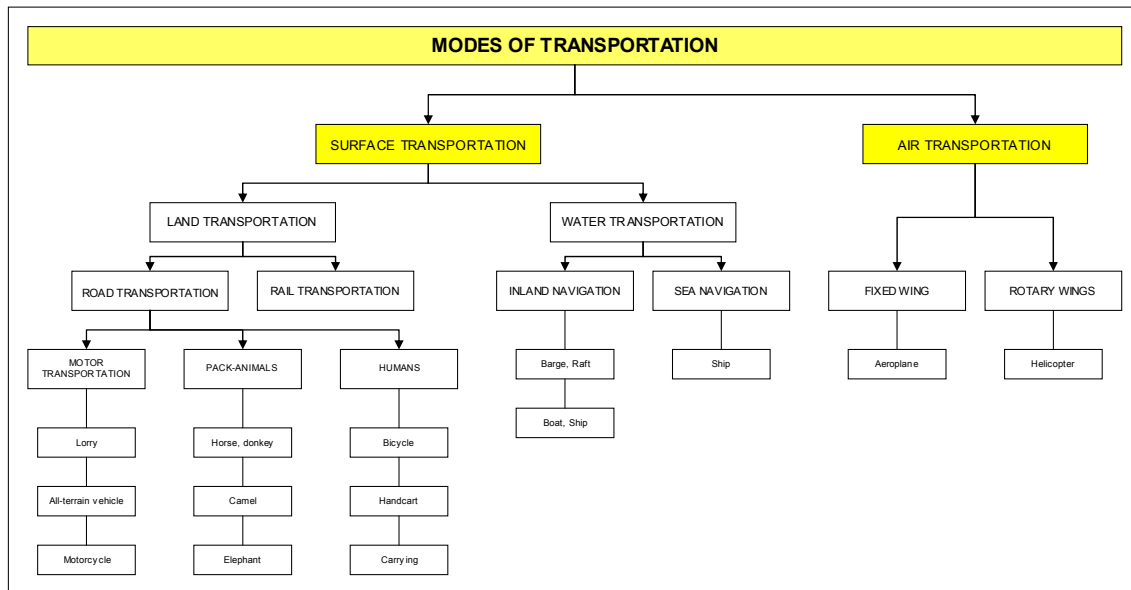 MODES OF TRANSPORTATION
SURFACE TRANSPORTATION
AIR TRANSPORTATION
LAND TRANSPORTATION
WATER TRANSPORTATION
ROAD TRANSPORTATION
RAIL TRANSPORTATION
INLAND NAVIGATION
SEA NAVIGATION
FIXED WING
ROTARY WINGS
MOTOR
TRANSPORTATION
PACK-ANIMALS
HUMANS
Barge, Raft
Ship
Aeroplane
Helicopter
Boat, Ship
Lorry
Horse, donkey
Bicycle
All-terrain vehicle
Camel
Handcart
Motorcycle
Elephant
Carrying